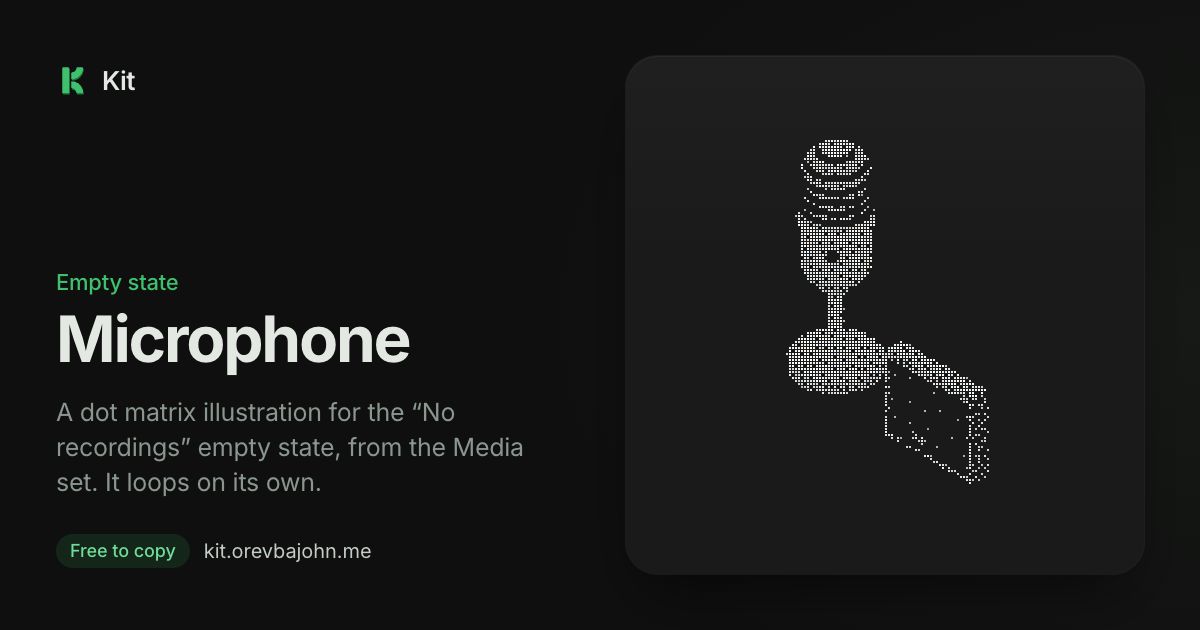 Kit
Empty state
Microphone
A dot matrix illustration for the “No
recordings” empty state, from the Media
set. It loops on its own.
Free to copy
kit.orevbajohn.me